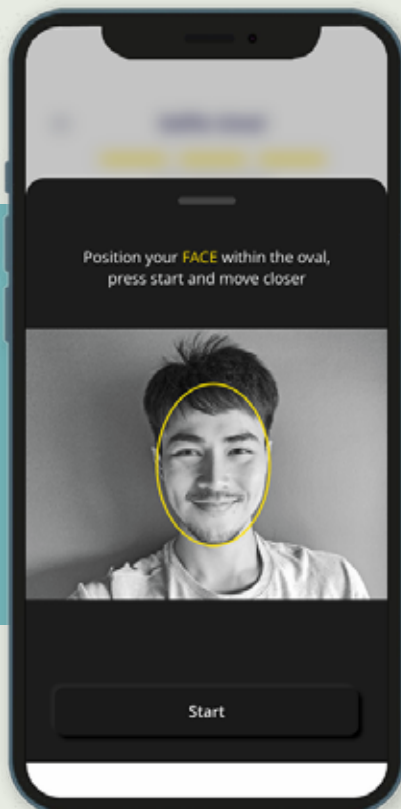 Position your FACE within the oval,
press start and move closer
Start